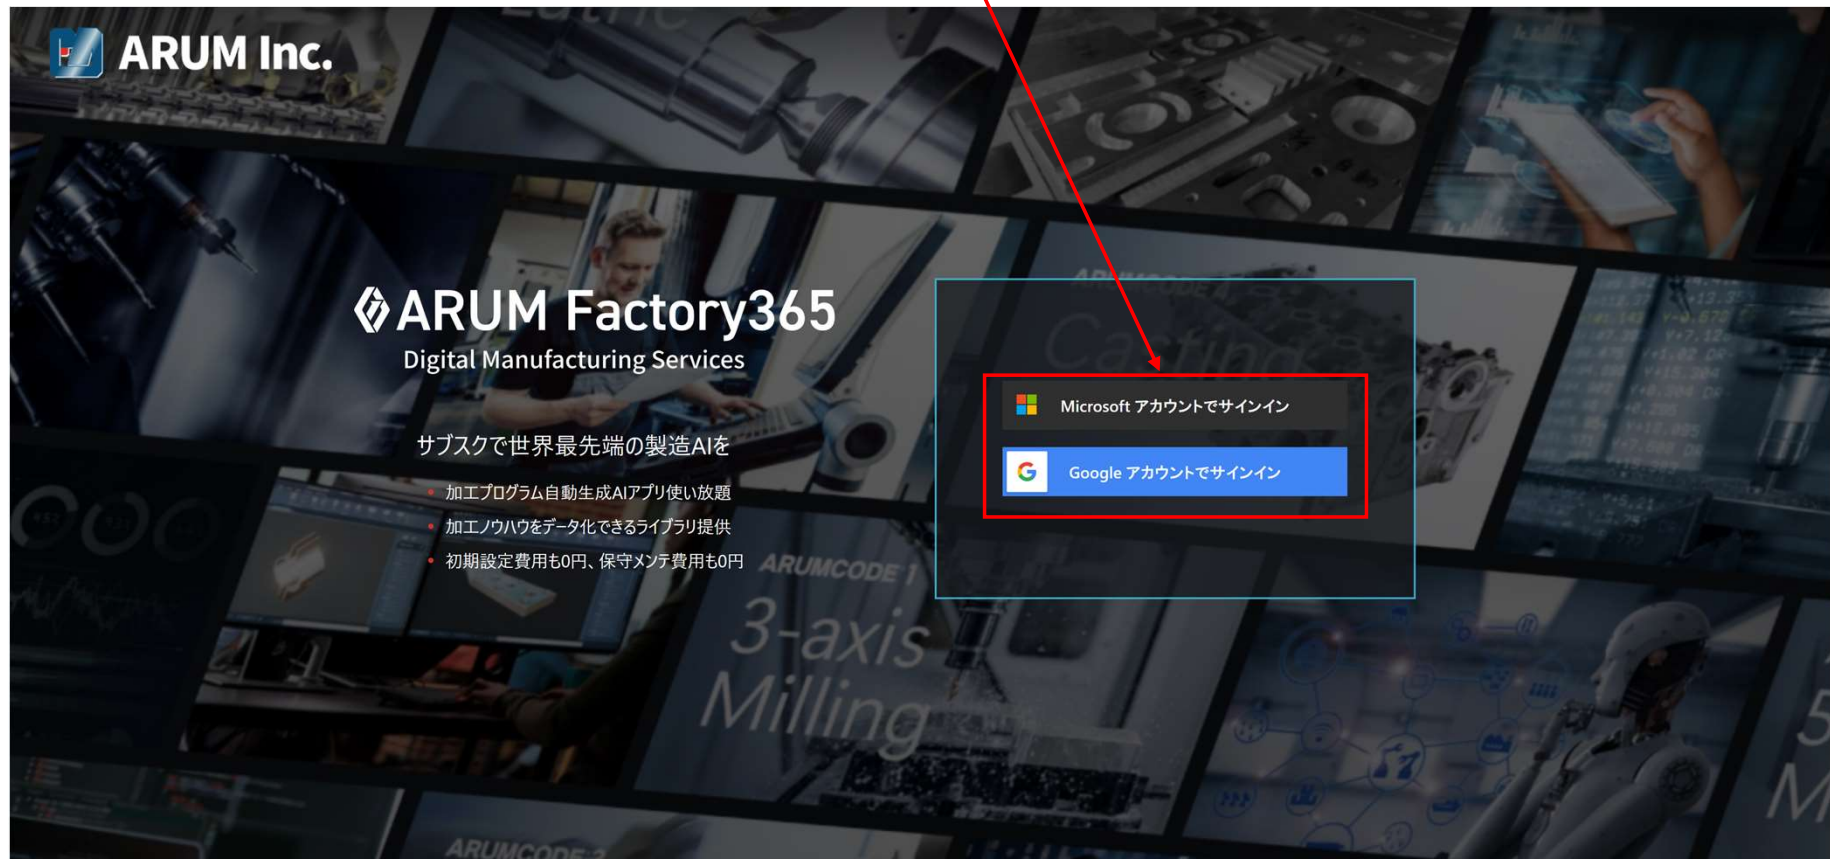 ARUM Inc.
ARUM Factory365
Digital Manufacturing Services
サブスクで世界最先端の製造AIを
加工プログラム自動生成AIアプリ使い放題
加工ノウハウをデータ化できるライブラリ提供
初期設定費用も0円、保守メンテ費用も0円
Microsoft アカウントでサインイン
Google アカウントでサインイン
Casting
ARUMCODE 1
3-axis
Milling
5
M